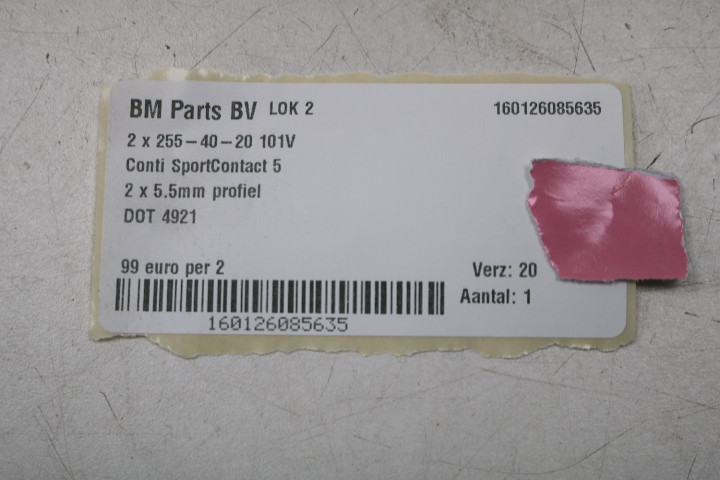 BM Parts BV LOK 2 160126085635
2 x 255-40-20 101V
Conti SportContact 5
2 x 5.5mm profiel
DOT 4921
99 euro per 2 Verz: 20
Aantal: 1
160126085635